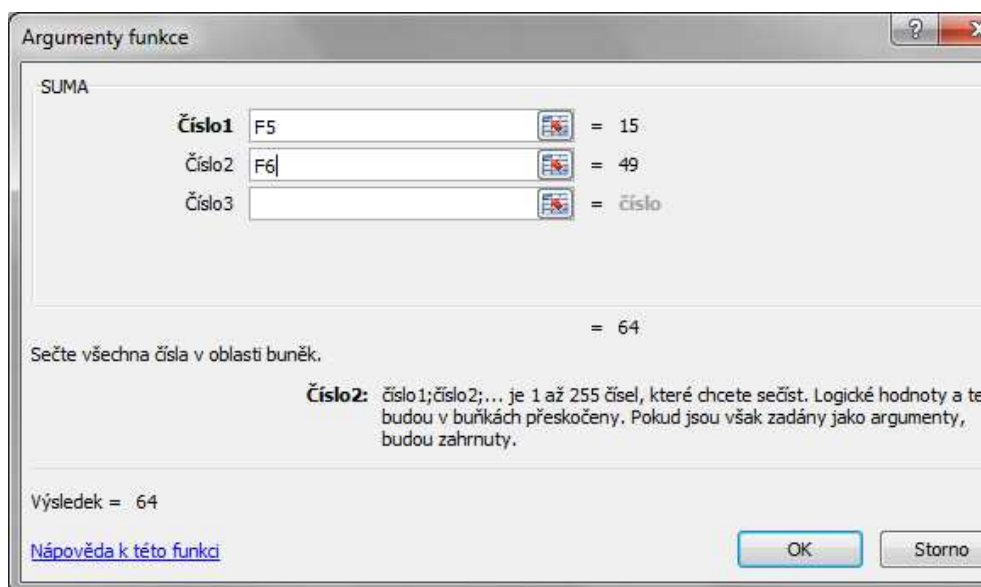 Argumenty funkce
SUMA
Číslo1 F5 = 15
Číslo2 F6 = 49
Číslo3 = číslo
= 64
Sečte všechna čísla v oblasti buněk.
Číslo2: číslo1;číslo2;... je 1 až 255 čísel, které chcete sečíst. Logické hodnoty a te
budou v buňkách přeskočeny. Pokud jsou však zadány jako argumenty,
budou zahrnuty.
Výsledek = 64
Nápověda k této funkci
OK Storno